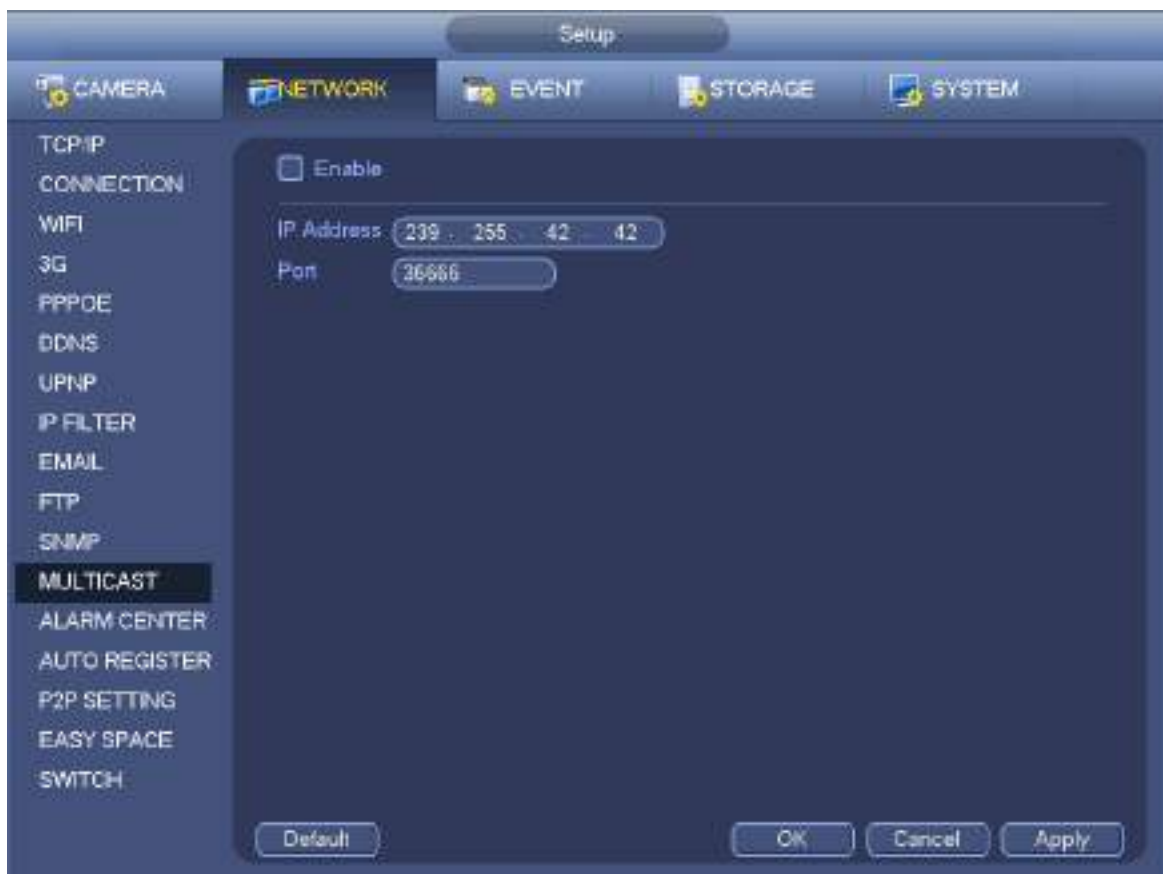 Setup
CAMERA NETWORK EVENT STORAGE SYSTEM
TCP/IP
CONNECTION
WIFI
3G
PPPOE
DDNS
UPNP
IP FILTER
EMAIL
FTP
SNMP
MULTICAST
ALARM CENTER
AUTO REGISTER
P2P SETTING
EASY SPACE
SWITCH
Enable
IP Address 239 . 255 . 42 . 42
Port 36666
Default OK Cancel Apply